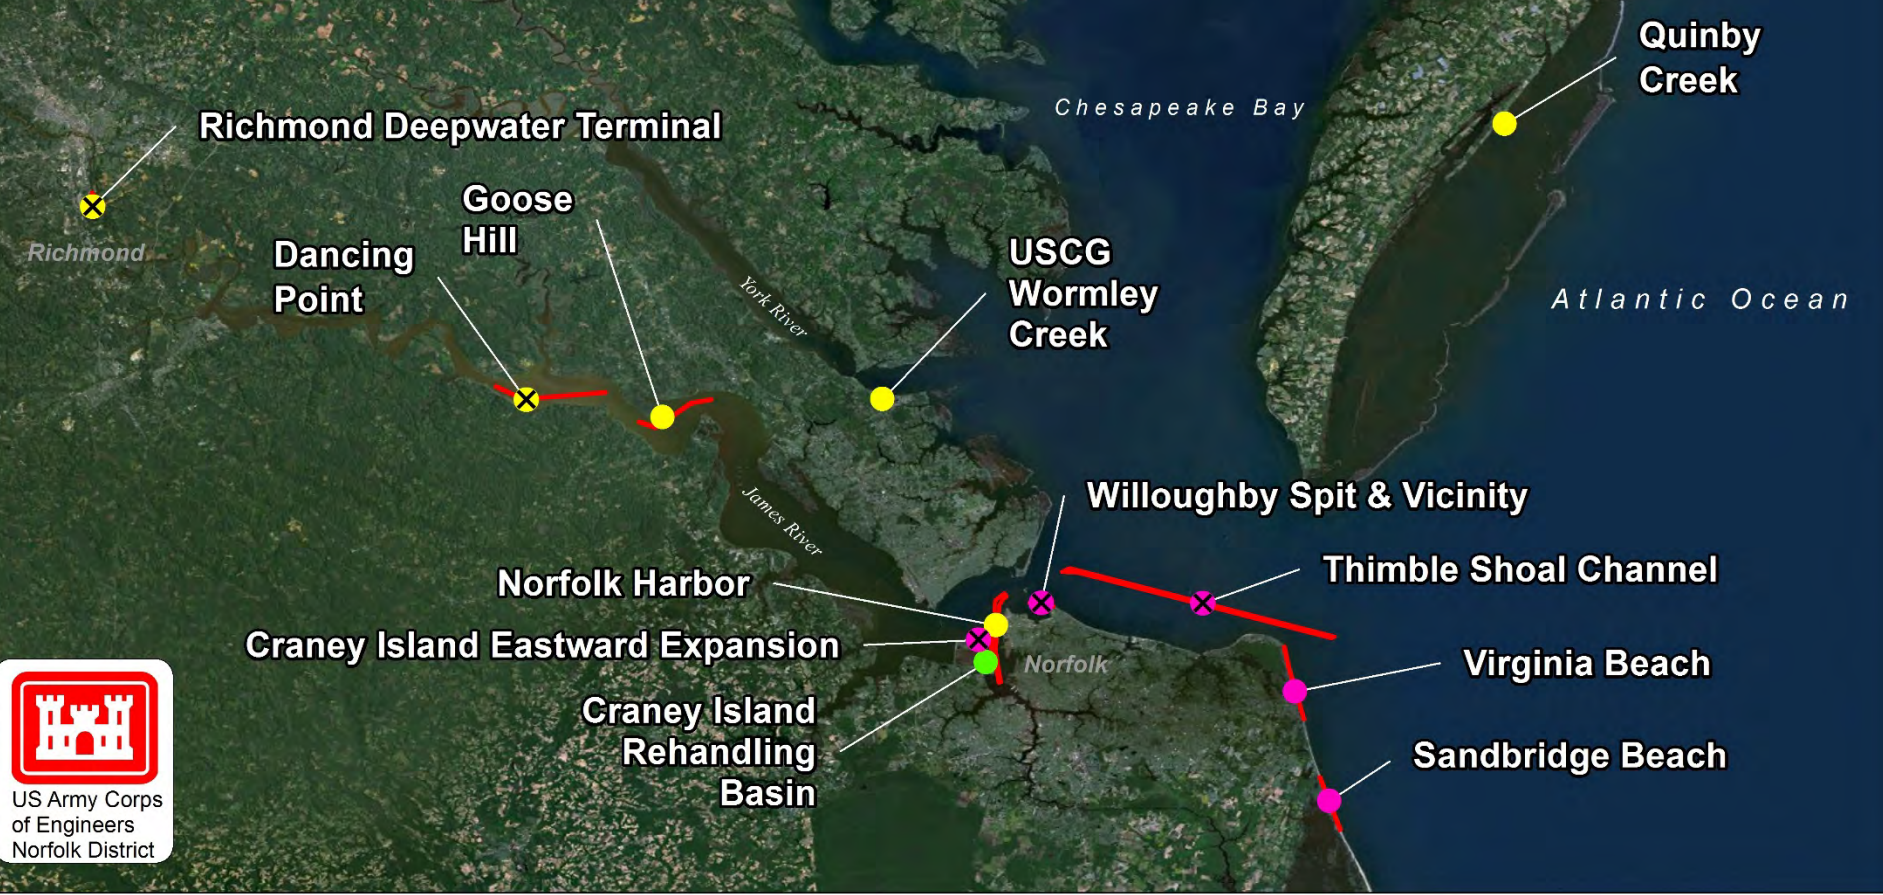 Quinby
Creek
Chesapeake Bay
Richmond Deepwater Terminal
Goose
Hill
Richmond
Dancing
Point
USCG
Wormley
Creek
York River
Atlantic Ocean
Willoughby Spit & Vicinity
James River
Thimble Shoal Channel
Norfolk Harbor
Craney Island Eastward Expansion
Norfolk
Virginia Beach
Craney Island
Rehandling
Basin
Sandbridge Beach
US Army Corps
of Engineers
Norfolk District